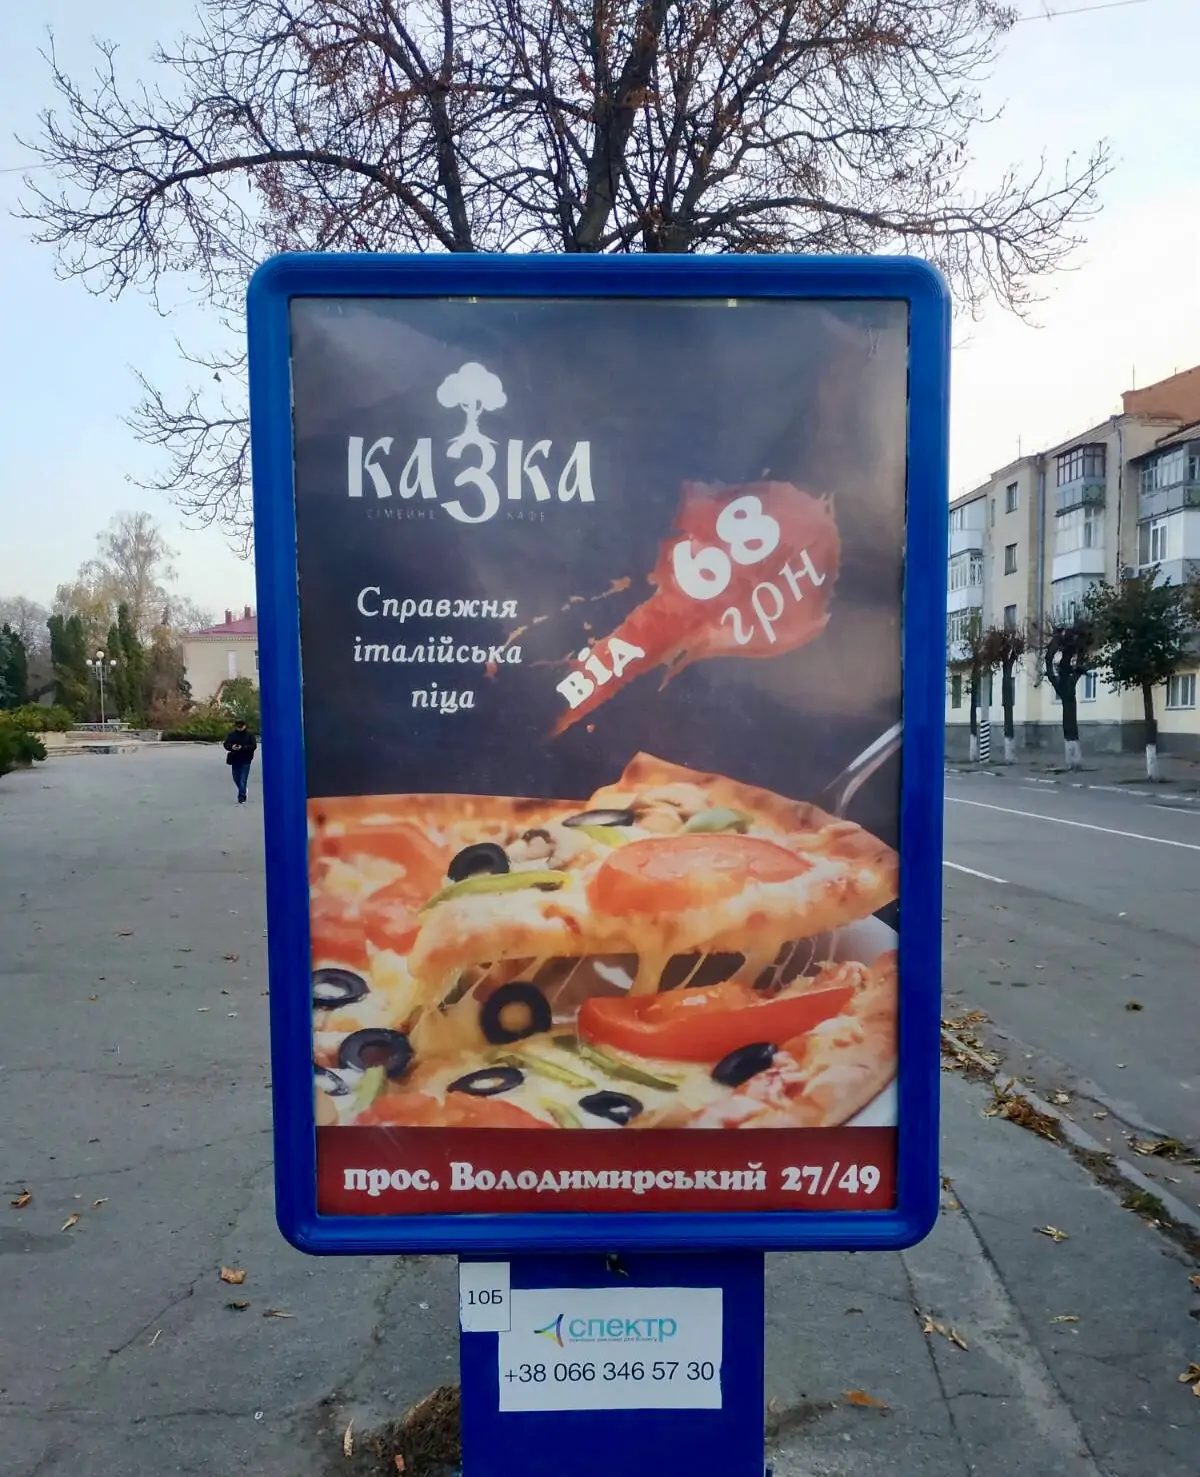 казка
СІМЕЙНЕ КАФЕ
Справжня
італійська
піца
від 68
грн
прос. Володимирський 27/49
10Б
спектр
+38 066 346 57 30